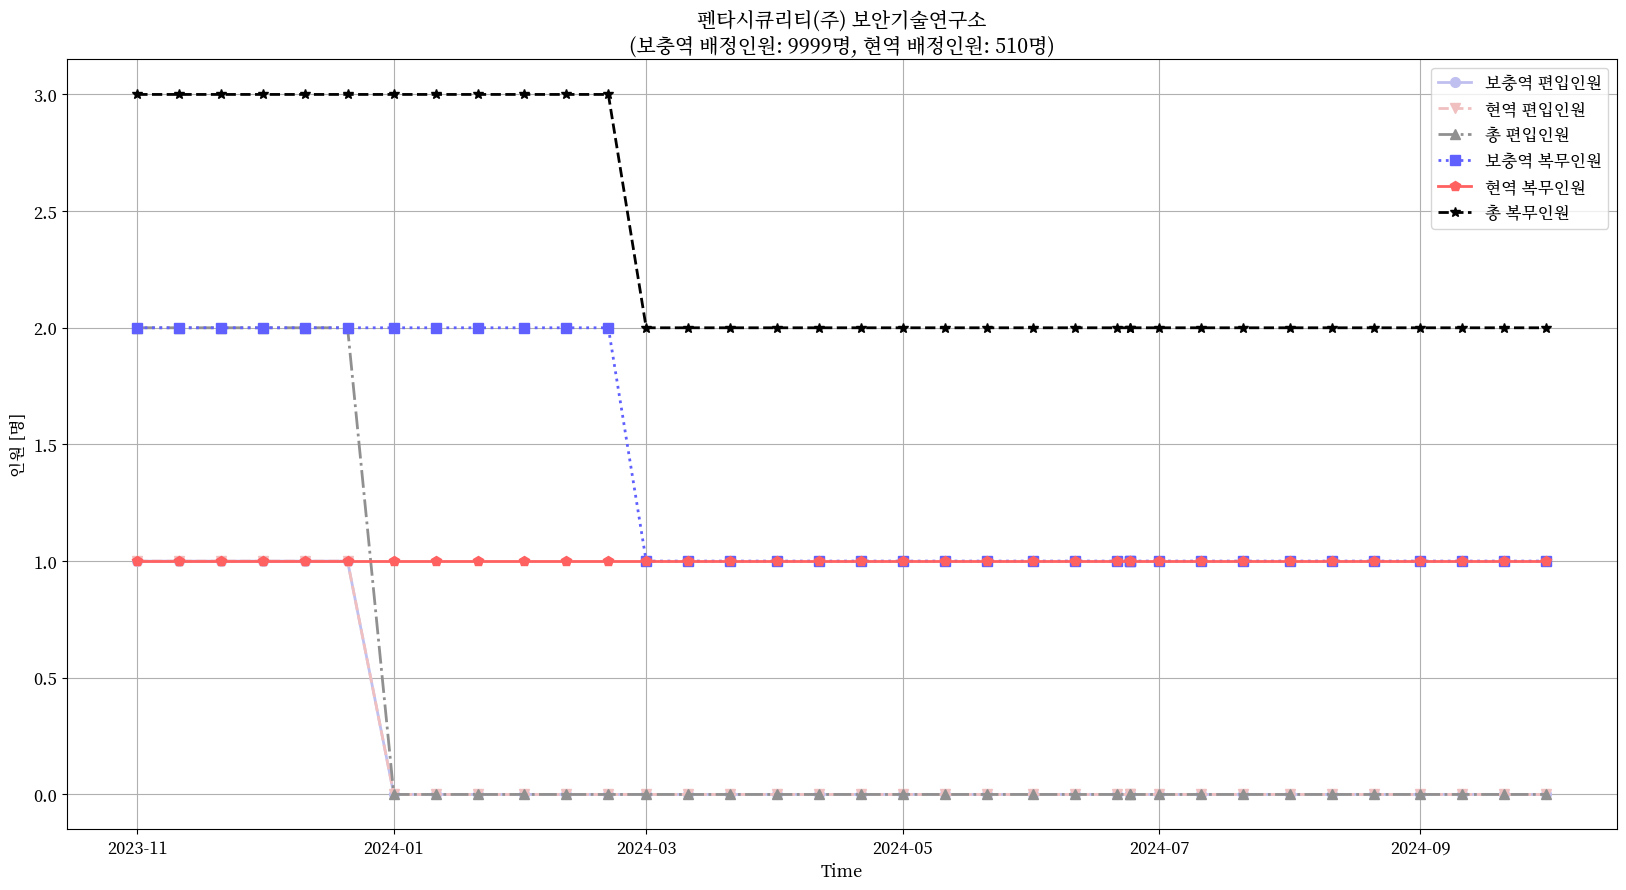 펜타시큐리티(주) 보안기술연구소
(보충역 배정인원: 9999명, 현역 배정인원: 510명)
보충역 편입인원
현역 편입인원
총 편입인원
보충역 복무인원
현역 복무인원
총 복무인원
인원 [명]
3.0
2.5
2.0
1.5
1.0
0.5
0.0
2023-11 2024-01 2024-03 2024-05 2024-07 2024-09
Time